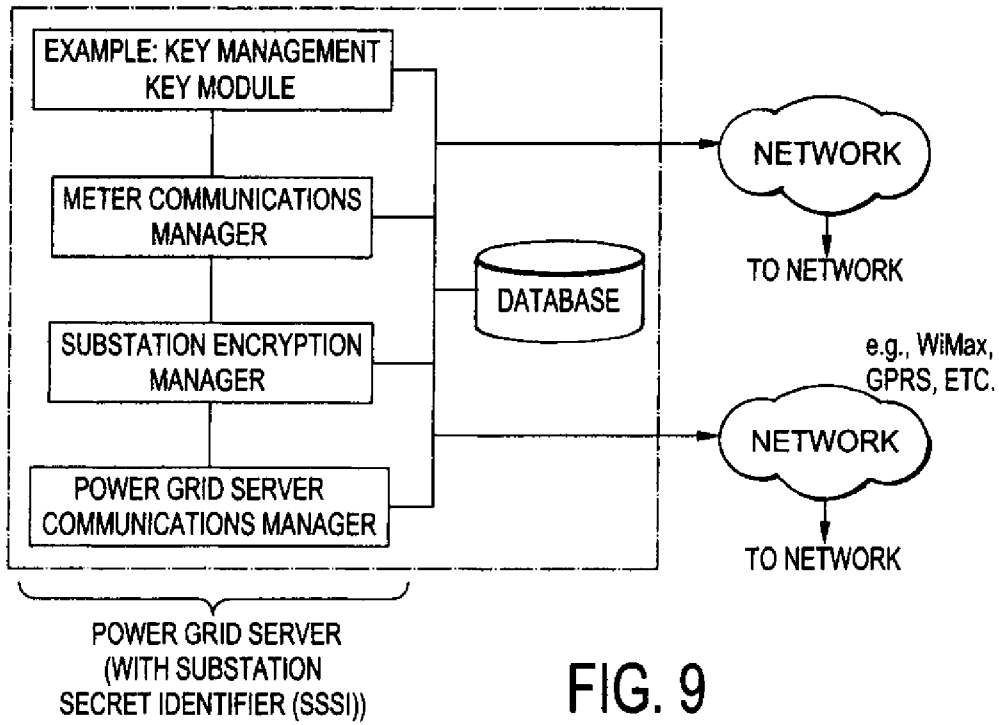 EXAMPLE: KEY MANAGEMENT
KEY MODULE
METER COMMUNICATIONS
MANAGER
SUBSTATION ENCRYPTION
MANAGER
POWER GRID SERVER
COMMUNICATIONS MANAGER
DATABASE
NETWORK
TO NETWORK
e.g., WiMax,
GPRS, ETC.
NETWORK
TO NETWORK
POWER GRID SERVER
(WITH SUBSTATION
SECRET IDENTIFIER (SSSI))
FIG. 9